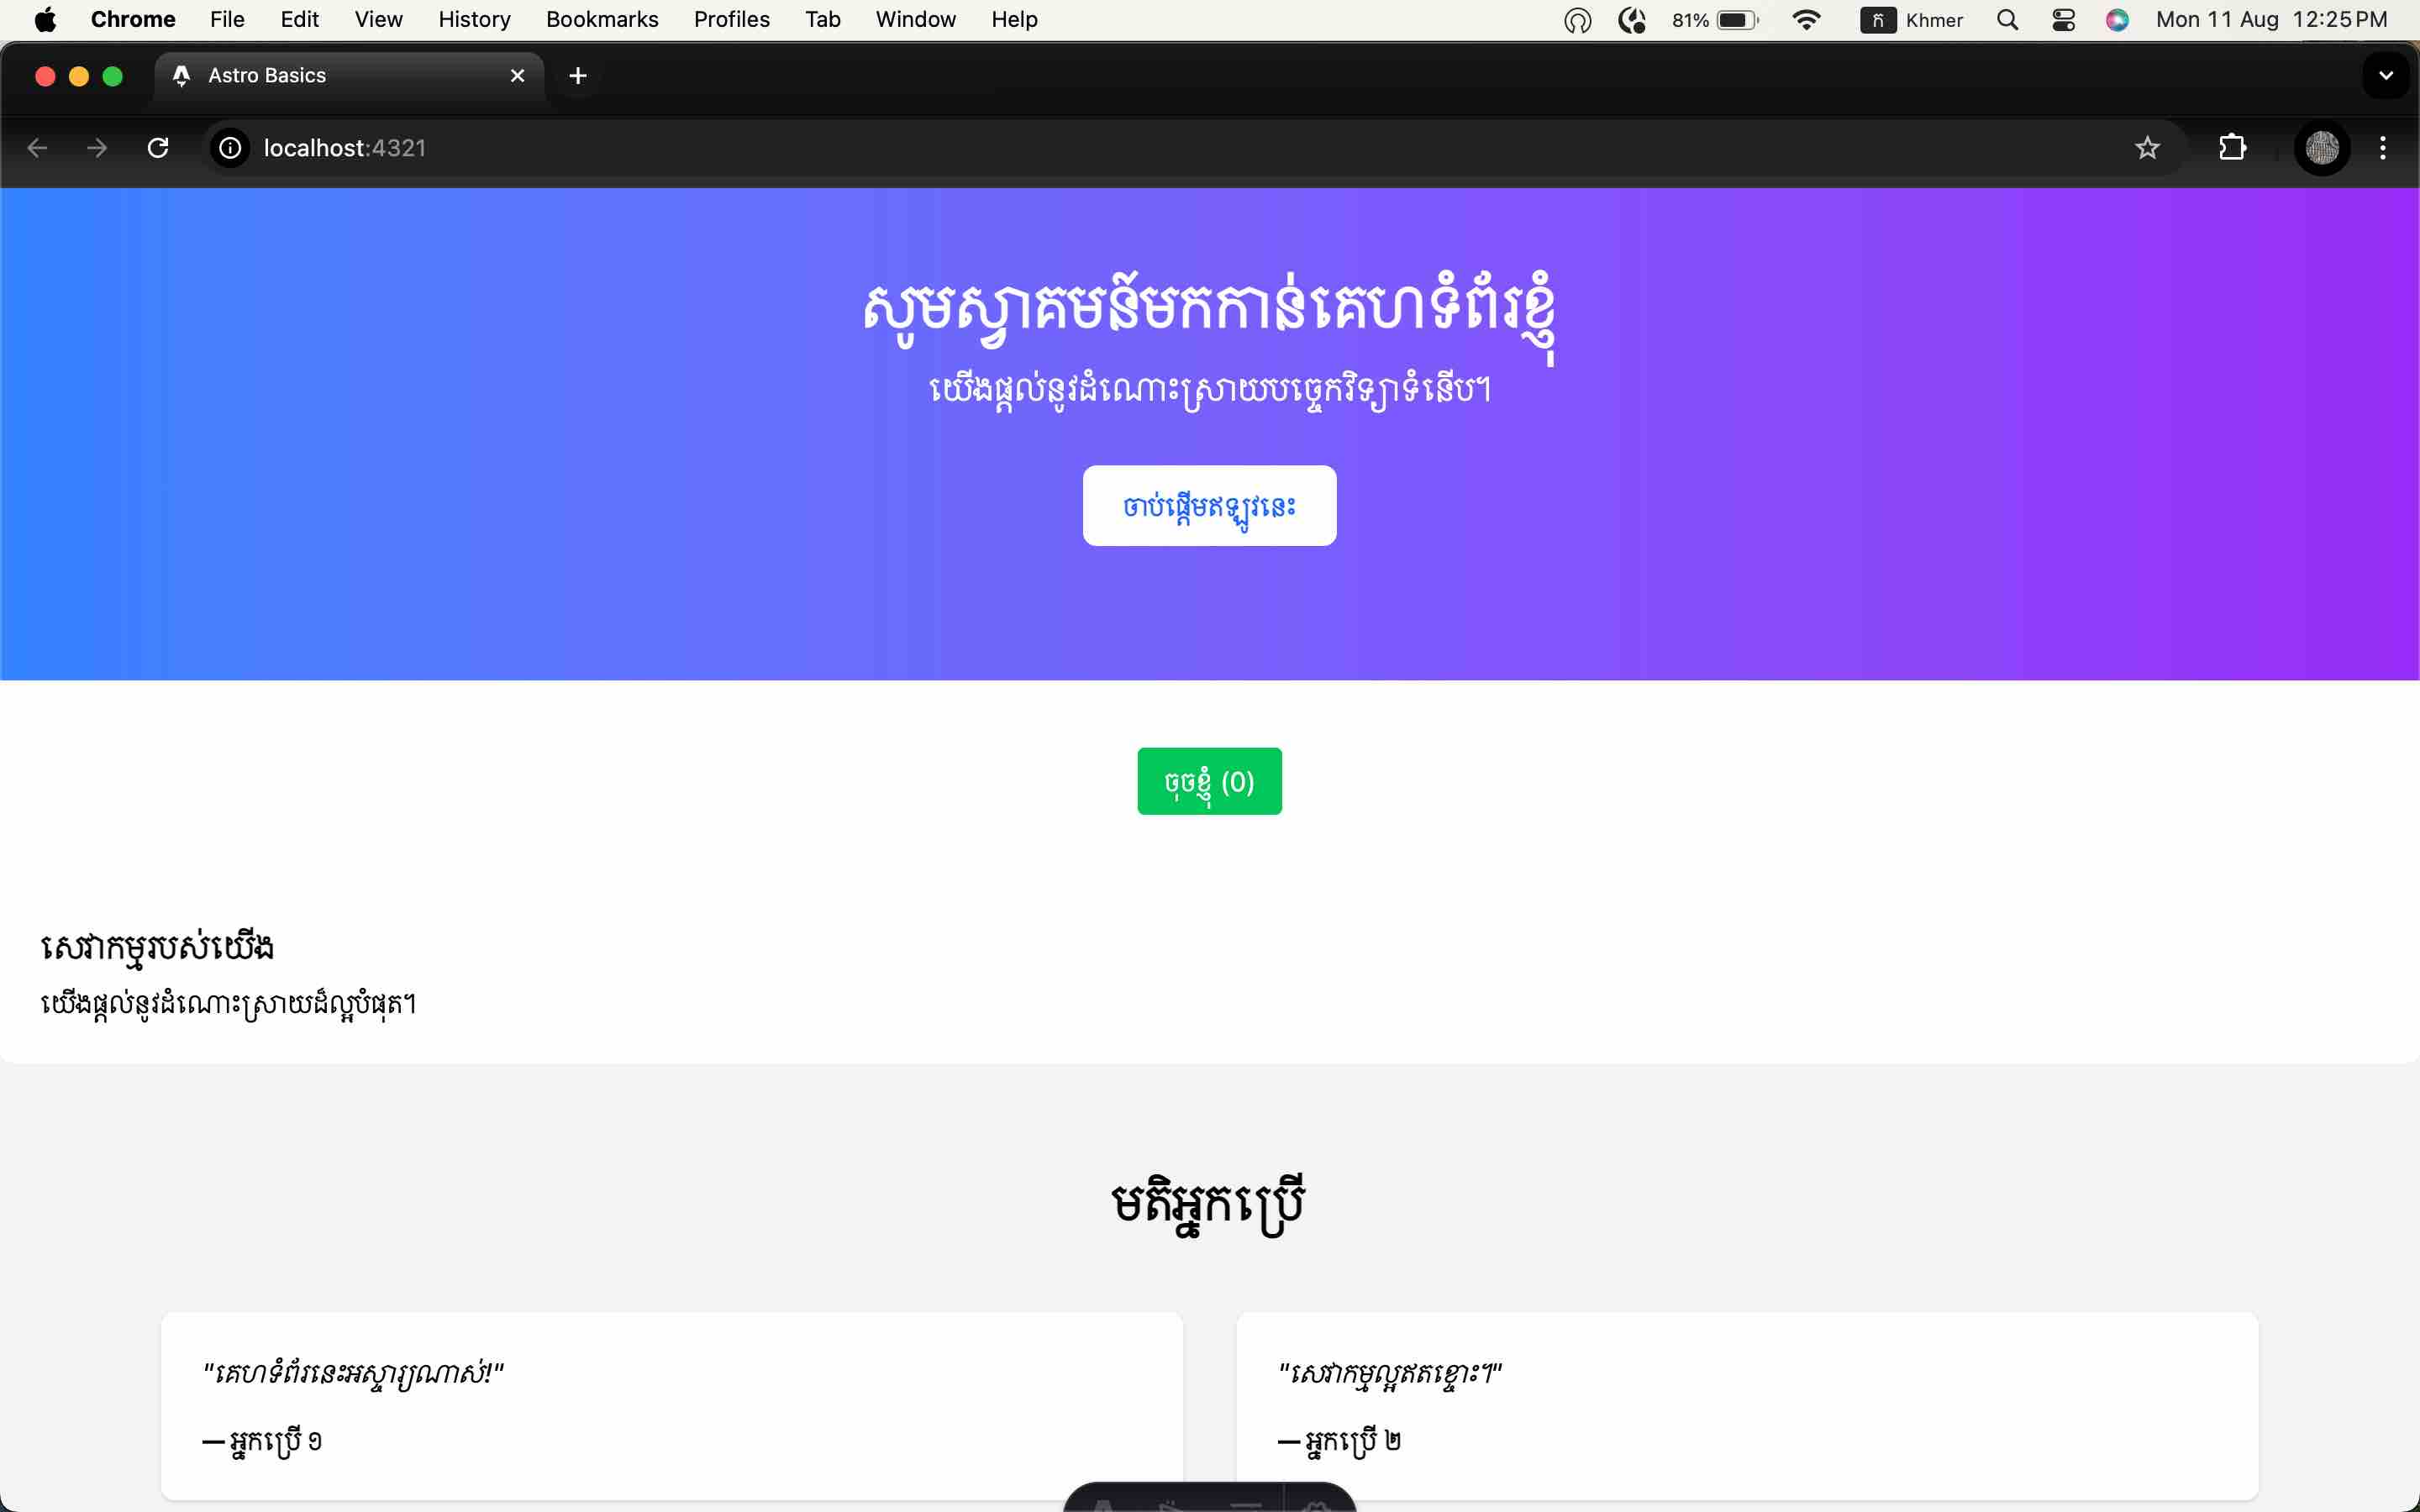 Chrome File Edit View History Bookmarks Profiles Tab Window Help 81% ក Khmer Mon 11 Aug 12:25 PM
Astro Basics
localhost:4321
សូមស្វាគមន៍មកកាន់គេហទំព័រខ្ញុំ
យើងផ្តល់នូវដំណោះស្រាយបច្ចេកវិទ្យាទំនើប។
ចាប់ផ្តើមឥឡូវនេះ
ចុចខ្ញុំ (0)
សេវាកម្មរបស់យើង
យើងផ្តល់នូវដំណោះស្រាយដ៏ល្អបំផុត។
មតិអ្នកប្រើ
"គេហទំព័រនេះអស្ចារ្យណាស់!"
— អ្នកប្រើ ១
"សេវាកម្មល្អឥតខ្ចោះ។"
— អ្នកប្រើ ២